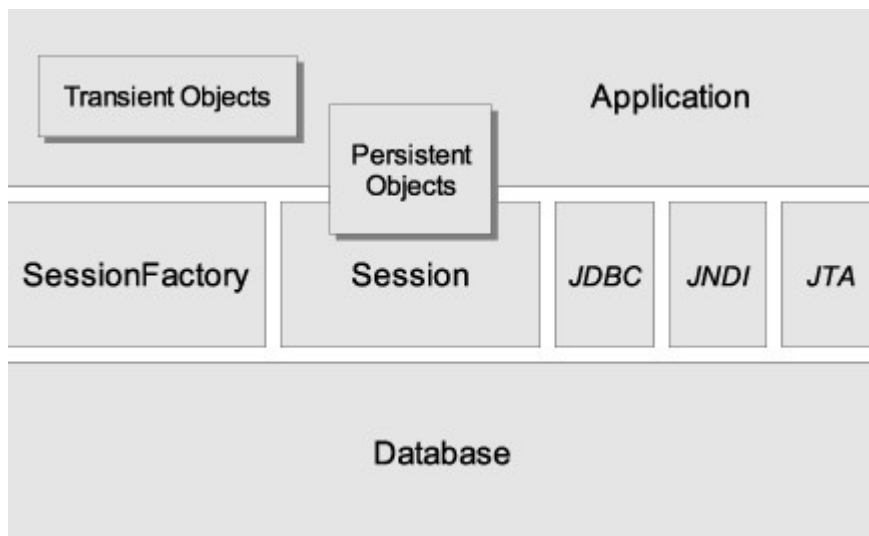 Transient Objects
Application
Persistent
Objects
SessionFactory
Session
JDBC
JNDI
JTA
Database